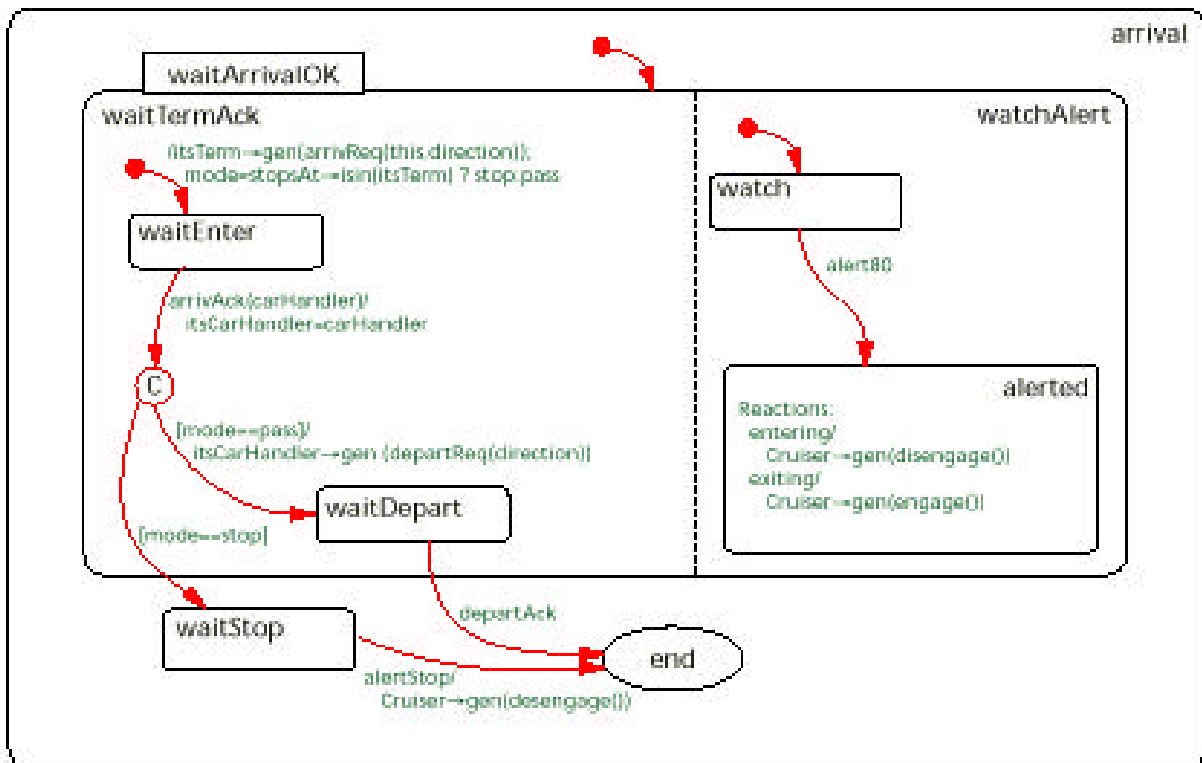 arrival
waitArrivalOK
waitTermAck
watchAlert
/itsTerm→gen(arrivReq(this.direction));
mode=stopsAt→isin(itsTerm) ? stop:pass
watch
waitEnter
alert80
arrivAck(carHandler)/
itsCarHandler=carHandler
C
alerted
Reactions:
entering/
Cruiser→gen(disengage())
exiting/
Cruiser→gen(engage())
[mode==pass]/
itsCarHandler→gen (departReq(direction))
waitDepart
[mode==stop]
departAck
waitStop
end
alertStop/
Cruiser→gen(desengage())